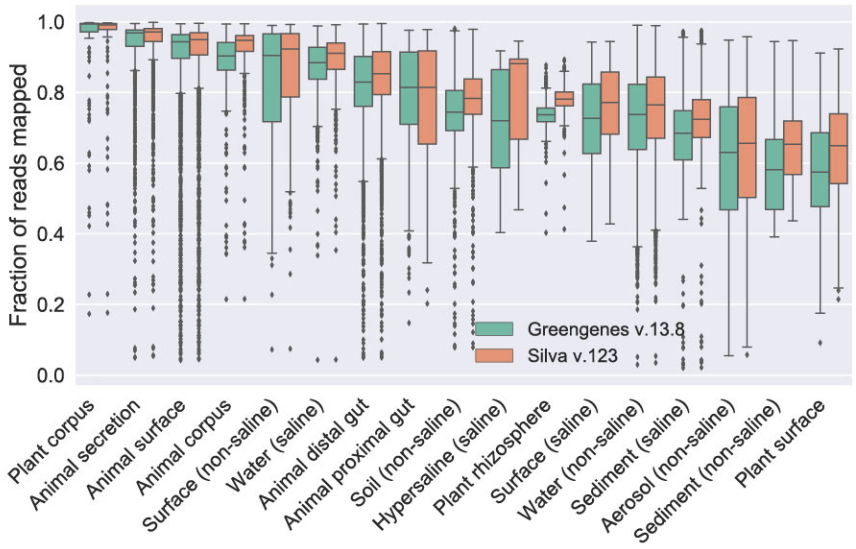 Fraction of reads mapped
1.0
0.8
0.6
0.4
0.2
0.0
Greengenes v.13.8
Silva v.123
Plant corpus
Animal secretion
Animal surface
Animal corpus
Surface (non-saline)
Water (saline)
Animal distal gut
Animal proximal gut
Soil (non-saline)
Hypersaline (saline)
Plant rhizosphere
Surface (saline)
Water (non-saline)
Sediment (saline)
Aerosol (non-saline)
Sediment (non-saline)
Plant surface